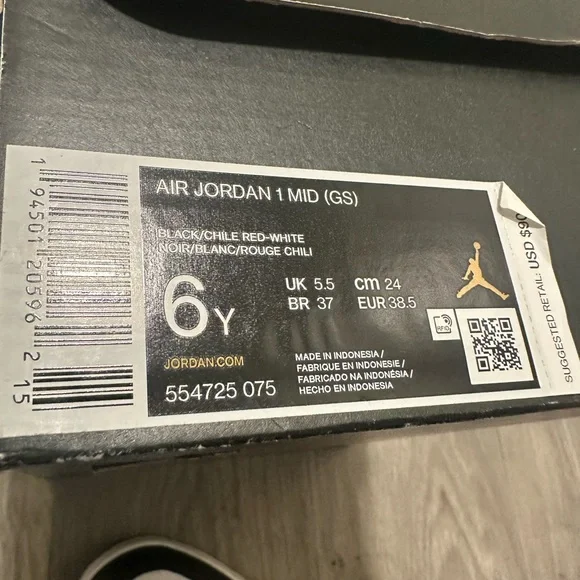 AIR JORDAN 1 MID (GS)
BLACK/CHILE RED-WHITE
NOIR/BLANC/ROUGE CHILI
6Y
UK 5.5 cm 24
BR 37 EUR 38.5
JORDAN.COM
554725 075
MADE IN INDONESIA/
FABRIQUE EN INDONESIE/
FABRICADO NA INDONÉSIA/
HECHO EN INDONESIA
RFID
1 94501 20596 2 15
SUGGESTED RETAIL: USD $90